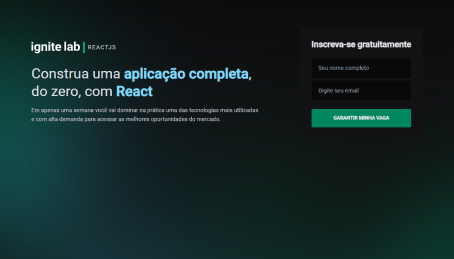 ignite lab | REACTJS
Construa uma aplicação completa,
do zero, com React
Em apenas uma semana você vai dominar na prática uma das tecnologias mais utilizadas
e com alta demanda para acessar as melhores oportunidades do mercado.
Inscreva-se gratuitamente
Seu nome completo
Digite seu email
GARANTIR MINHA VAGA